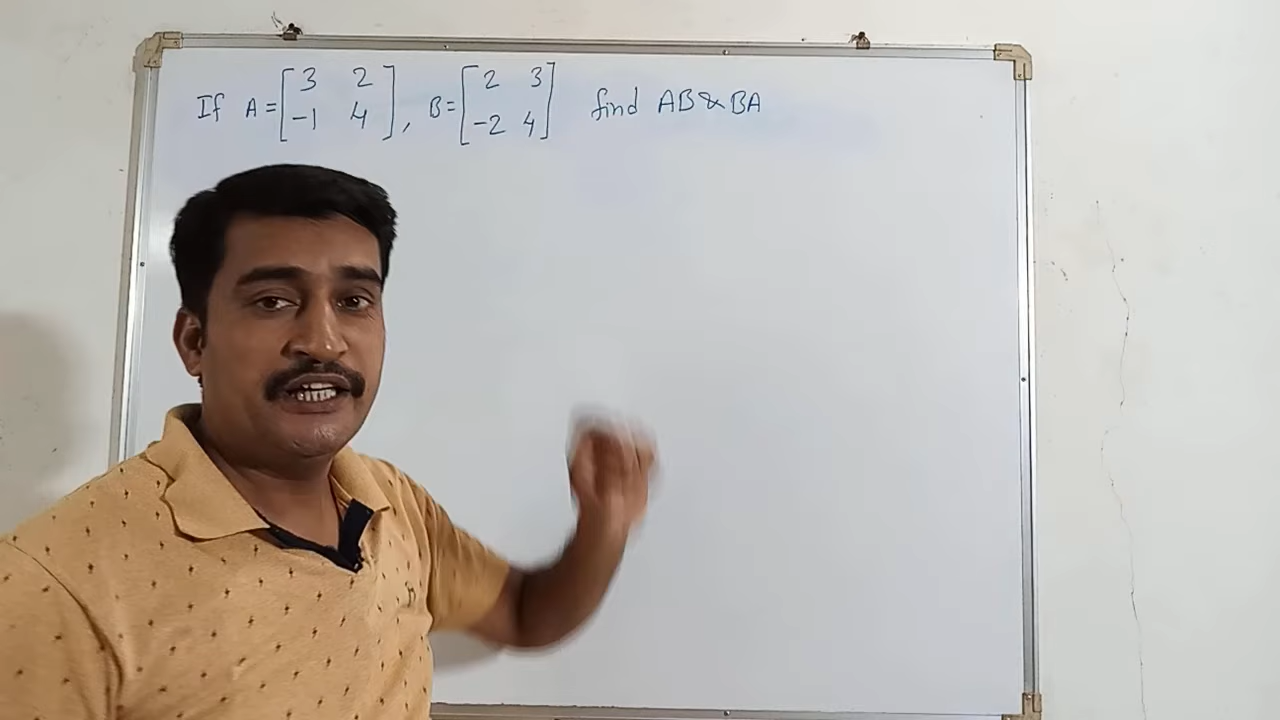 If A = [3 2 -1 4], B = [2 3 -2 4] find AB & BA